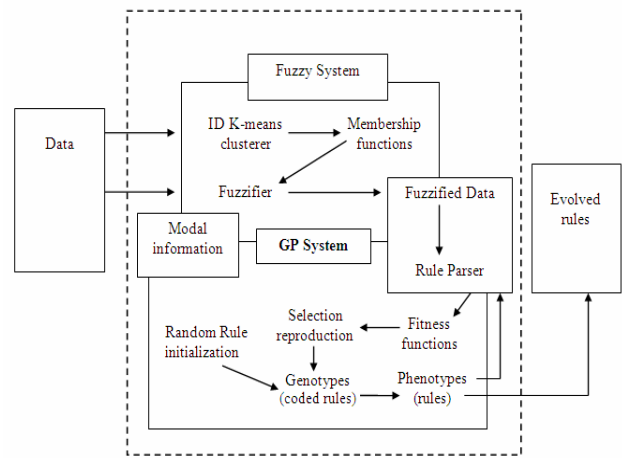 Fuzzy System
Data
ID K-means
clusterer
Membership
functions
Fuzzifier
Fuzzified Data
Evolved
rules
Modal
information
GP System
Rule Parser
Selection
reproduction
Fitness
functions
Random Rule
initialization
Genotypes
(coded rules)
Phenotypes
(rules)